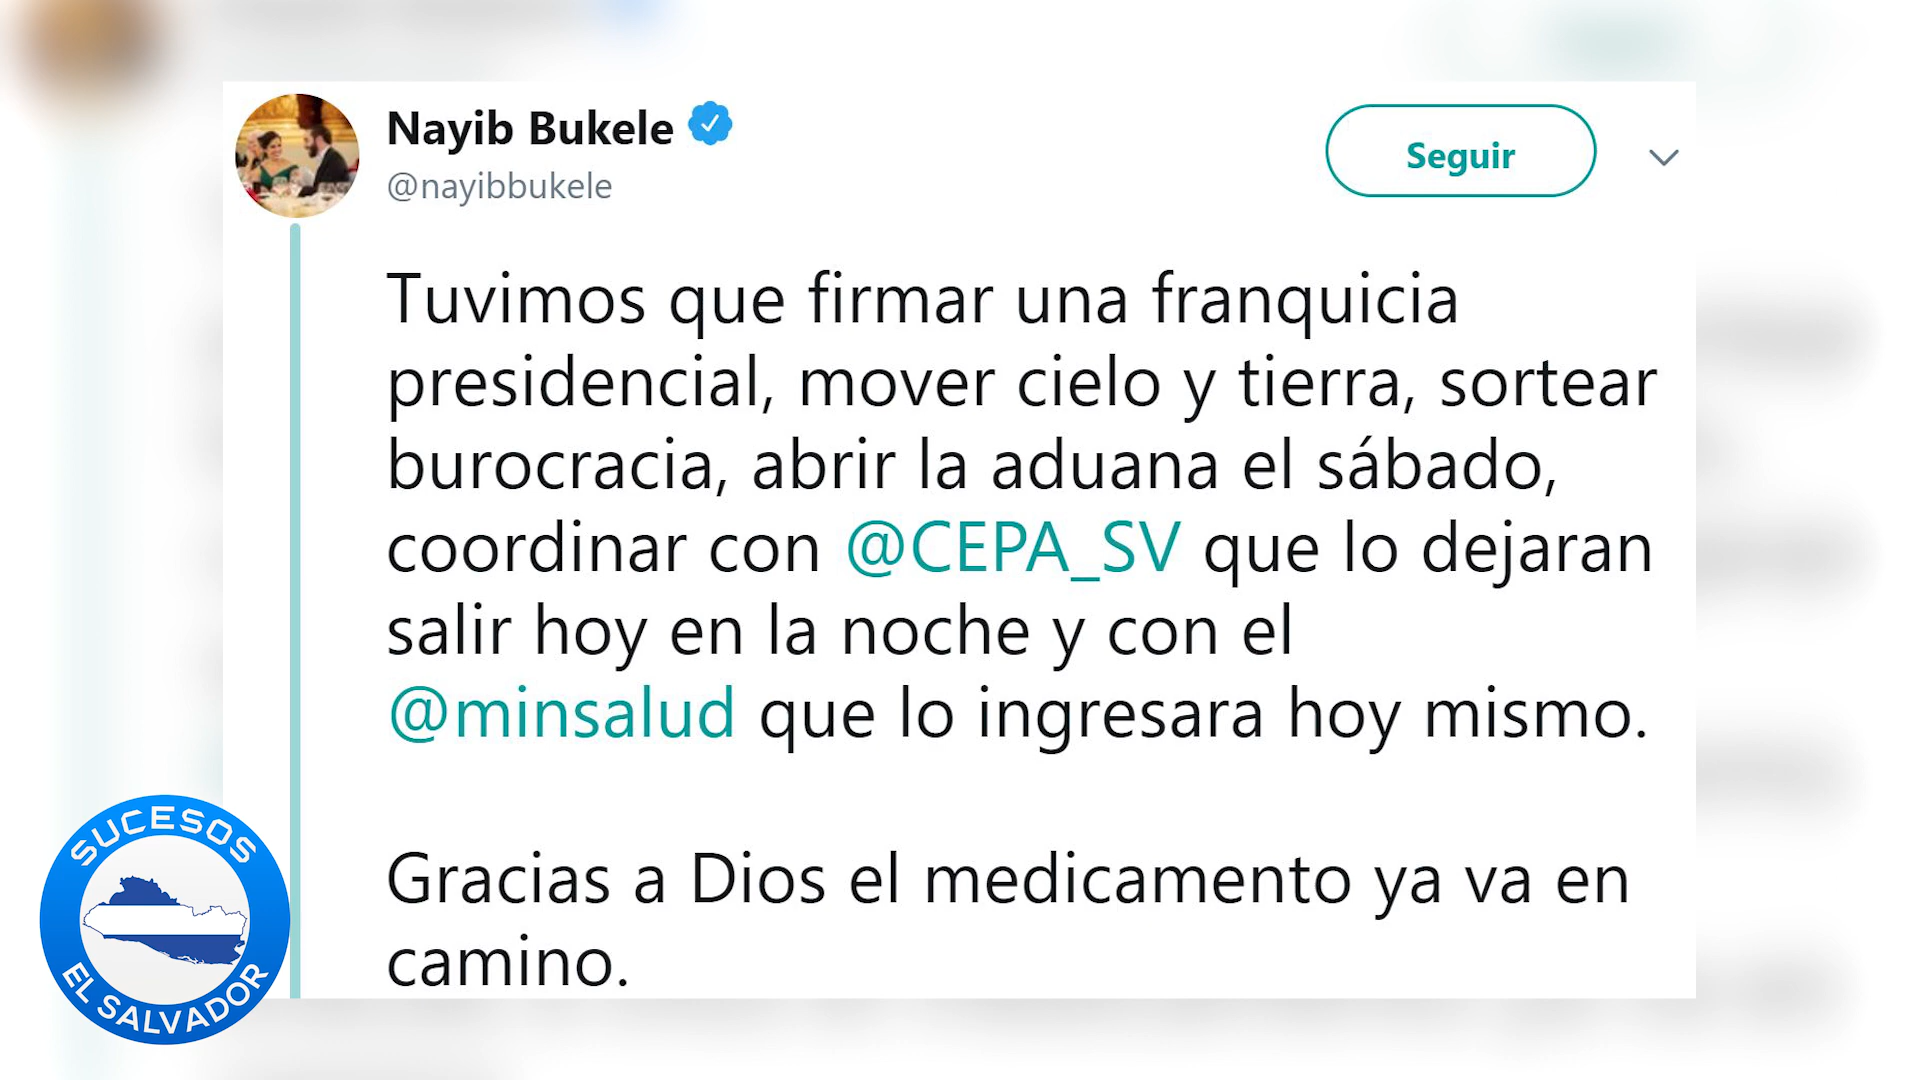 Nayib Bukele
@nayibbukele
Seguir
Tuvimos que firmar una franquicia
presidencial, mover cielo y tierra, sortear
burocracia, abrir la aduana el sábado,
coordinar con @CEPA_SV que lo dejaran
salir hoy en la noche y con el
@minsalud que lo ingresara hoy mismo.
Gracias a Dios el medicamento ya va en
camino.
SUCESOS
EL SALVADOR